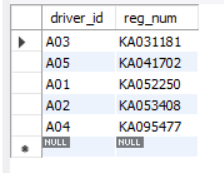 driver_id reg_num
A03 KA031181
A05 KA041702
A01 KA052250
A02 KA053408
A04 KA095477
NULL NULL